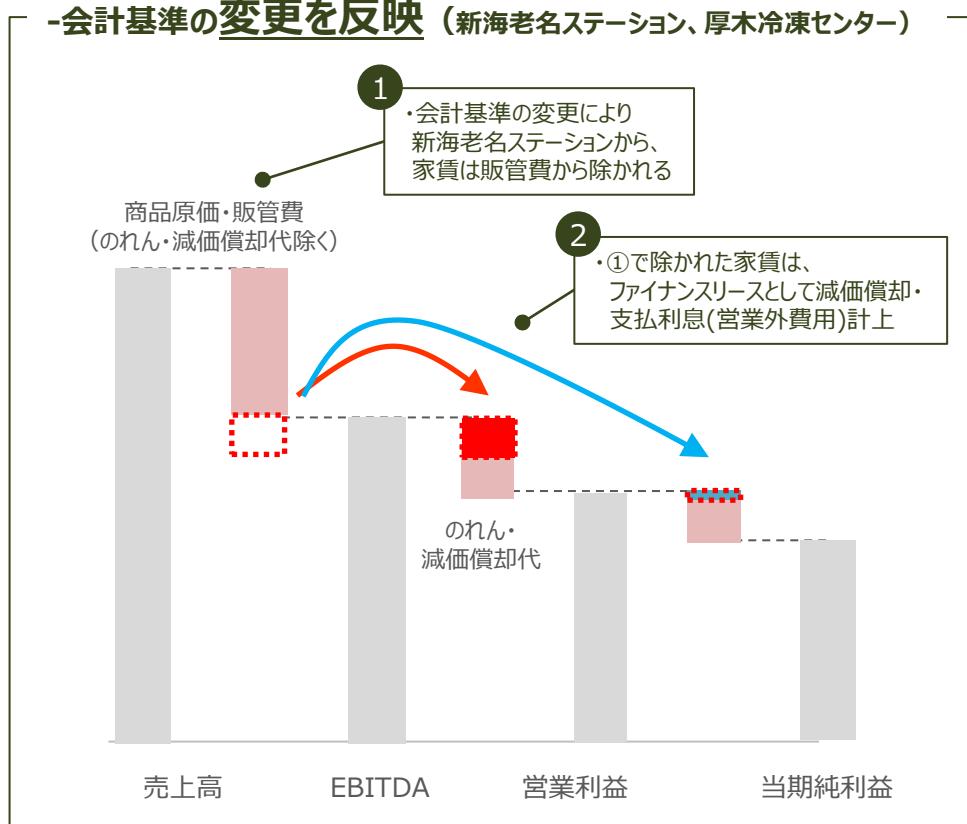 -会計基準の変更を反映（新海老名ステーション、厚木冷凍センター）
1
・会計基準の変更により
新海老名ステーションから、
家賃は販管費から除かれる
商品原価・販管費
（のれん・減価償却代除く）
2
・①で除かれた家賃は、
ファイナンスリースとして減価償却・
支払利息(営業外費用)計上
のれん・
減価償却代
売上高
EBITDA
営業利益
当期純利益